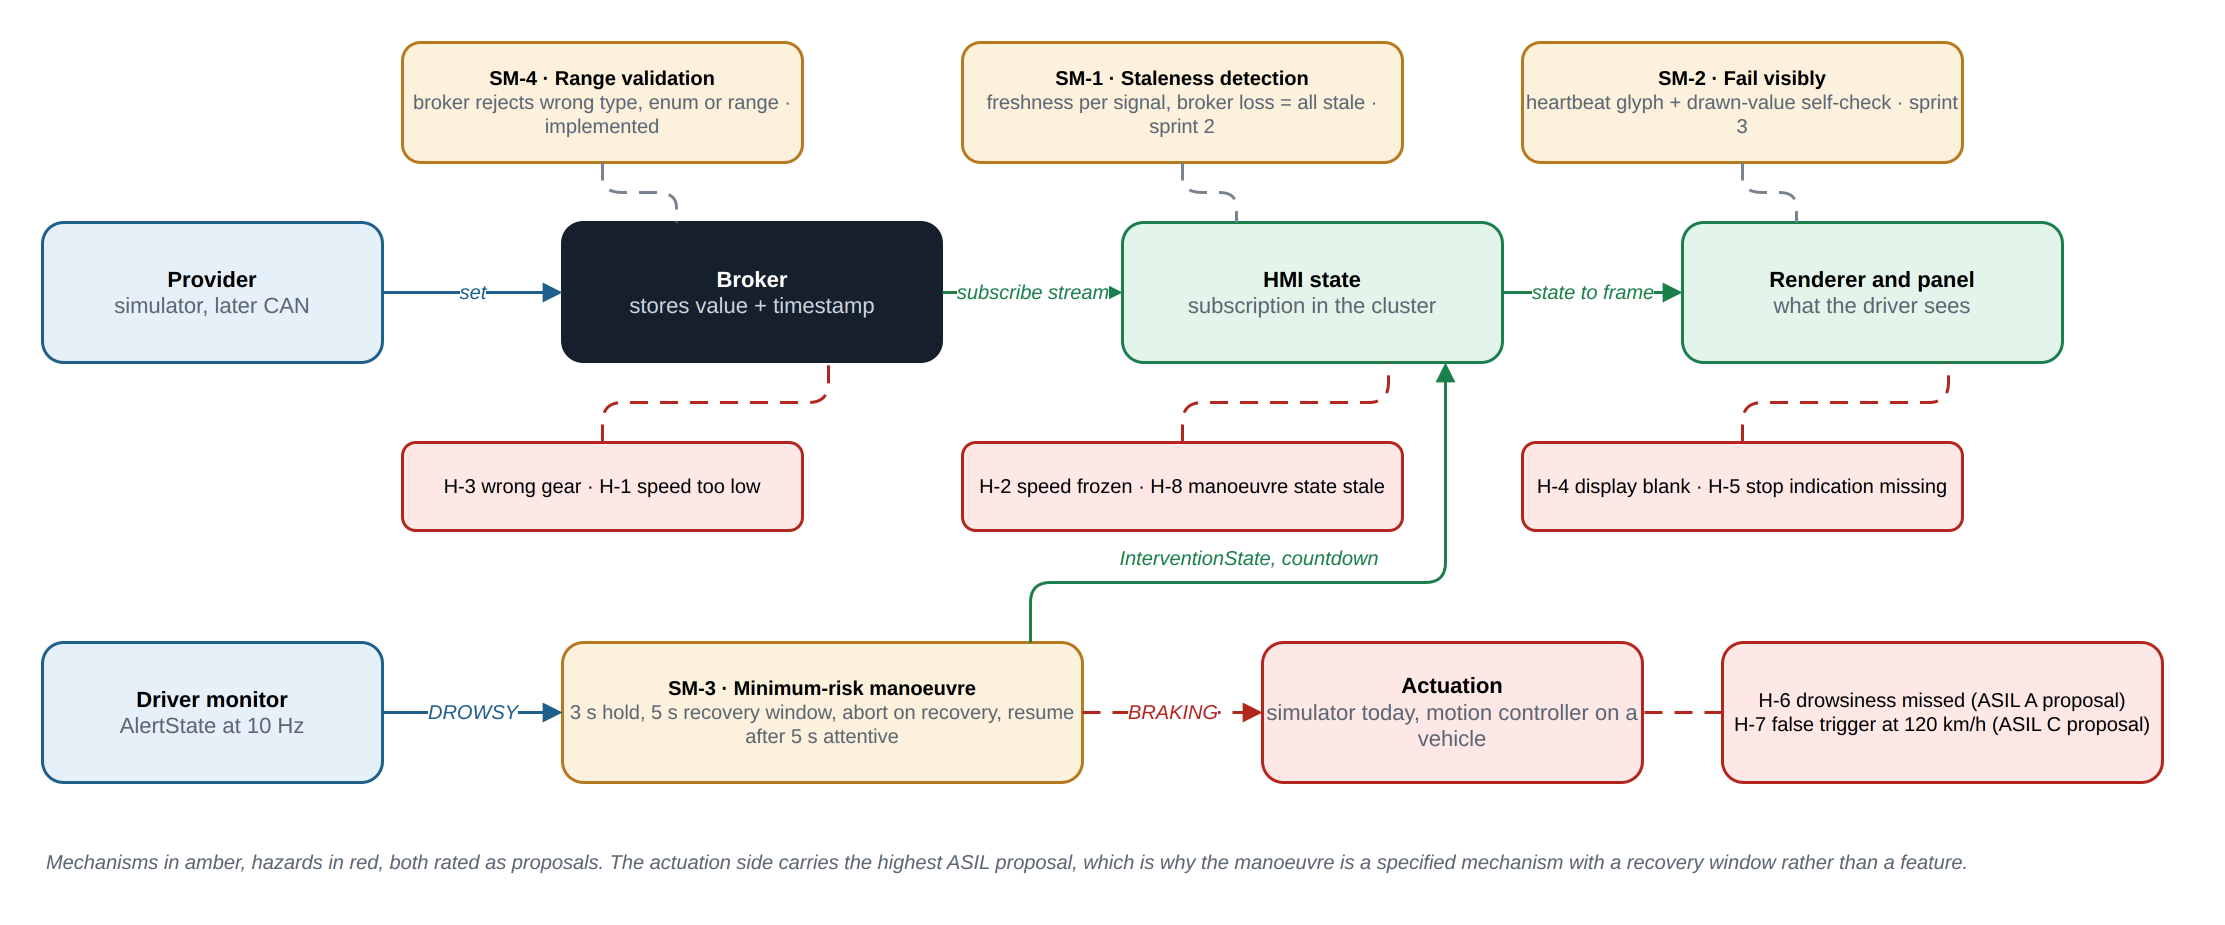 SM-4 · Range validation
broker rejects wrong type, enum or range ·
implemented
SM-1 · Staleness detection
freshness per signal, broker loss = all stale ·
sprint 2
SM-2 · Fail visibly
heartbeat glyph + drawn-value self-check · sprint
3
Provider
simulator, later CAN
set
Broker
stores value + timestamp
subscribe stream
HMI state
subscription in the cluster
state to frame
Renderer and panel
what the driver sees
H-3 wrong gear · H-1 speed too low
H-2 speed frozen · H-8 manoeuvre state stale
H-4 display blank · H-5 stop indication missing
InterventionState, countdown
Driver monitor
AlertState at 10 Hz
DROWSY
SM-3 · Minimum-risk manoeuvre
3 s hold, 5 s recovery window, abort on recovery, resume
after 5 s attentive
BRAKING
Actuation
simulator today, motion controller on a
vehicle
H-6 drowsiness missed (ASIL A proposal)
H-7 false trigger at 120 km/h (ASIL C proposal)
Mechanisms in amber, hazards in red, both rated as proposals. The actuation side carries the highest ASIL proposal, which is why the manoeuvre is a specified mechanism with a recovery window rather than a feature.